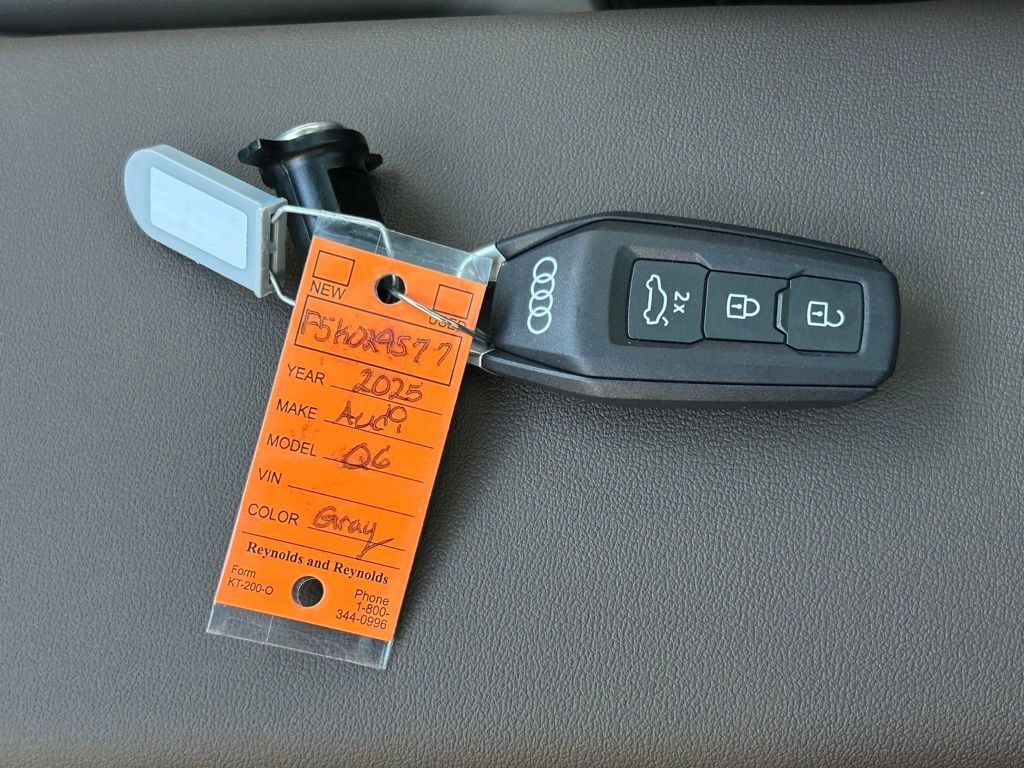 NEW
USED
F5K029577
YEAR 2025
MAKE Audi
MODEL Q6
VIN
COLOR Gray
Reynolds and Reynolds
Form
KT-200-O
Phone
1-800-
344-0996
2x